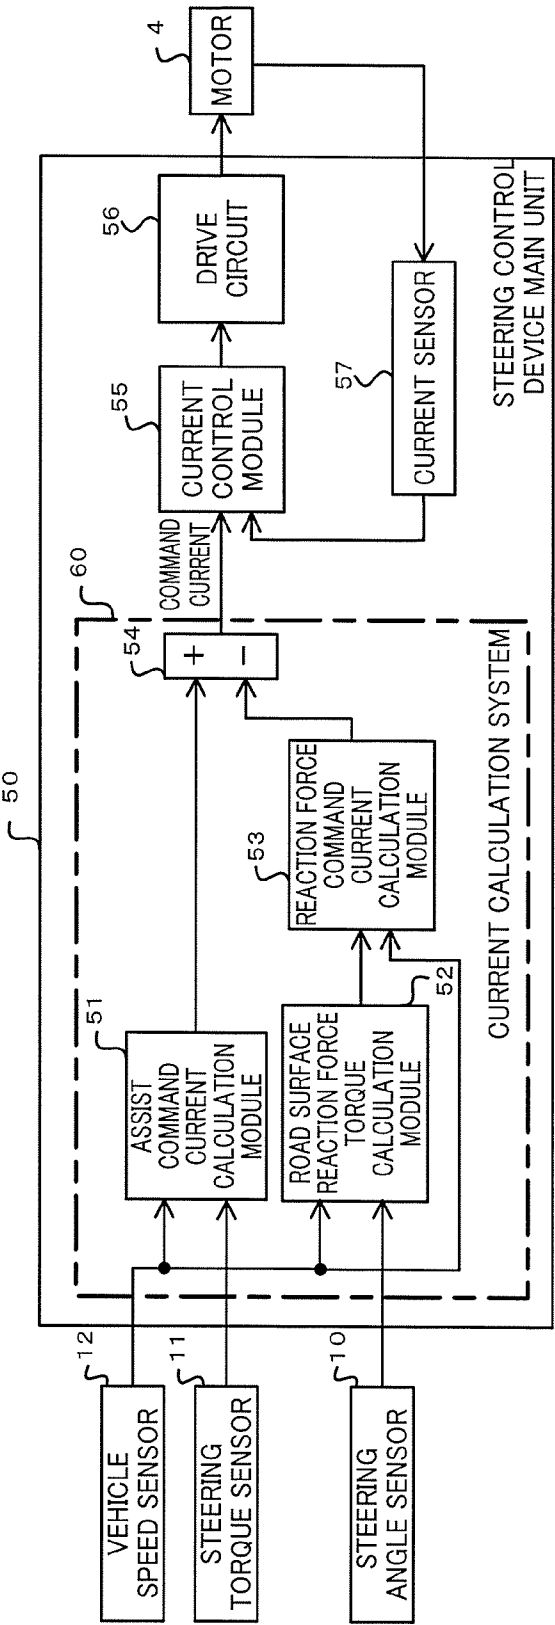 50
60
12
VEHICLE
SPEED SENSOR
11
STEERING
TORQUE SENSOR
10
STEERING
ANGLE SENSOR
51
ASSIST
COMMAND
CURRENT
CALCULATION
MODULE
52
ROAD SURFACE
REACTION FORCE
TORQUE
CALCULATION
MODULE
53
REACTION FORCE
COMMAND
CURRENT
CALCULATION
MODULE
54
+
−
CURRENT CALCULATION SYSTEM
COMMAND
CURRENT
55
CURRENT
CONTROL
MODULE
56
DRIVE
CIRCUIT
57
CURRENT SENSOR
STEERING CONTROL
DEVICE MAIN UNIT
4
MOTOR